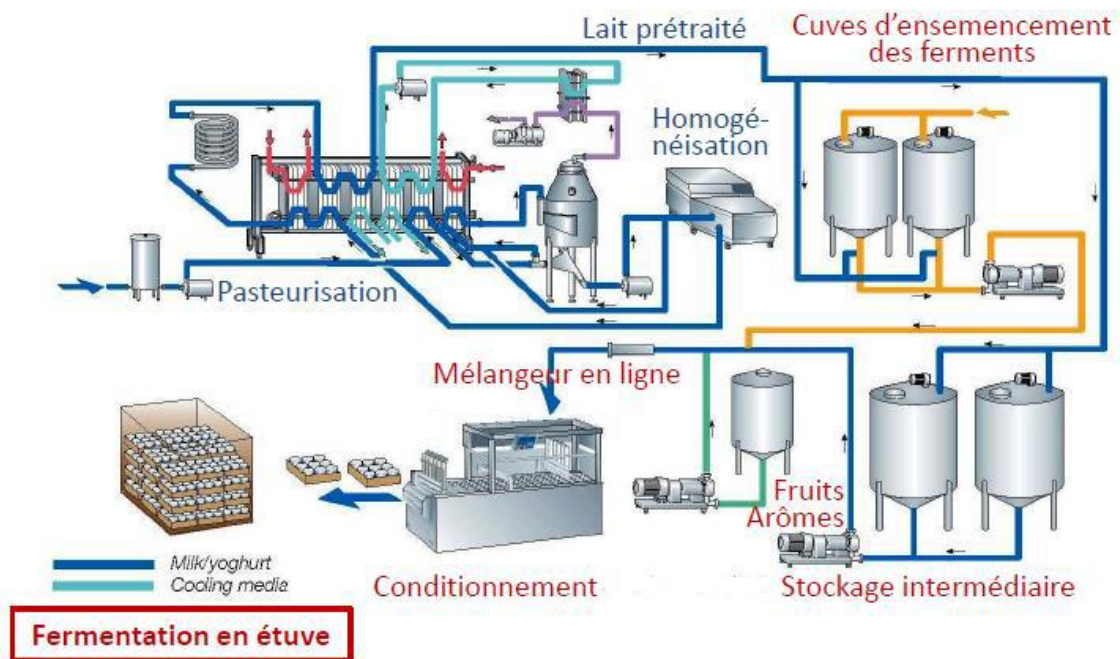 Lait prétraité
Cuves d'ensemencement
des ferments
Homogé-
néisation
Pasteurisation
Mélangeur en ligne
Fruits
Arômes
Milk/yoghurt
Cooling media
Conditionnement
Stockage intermédiaire
Fermentation en étuve